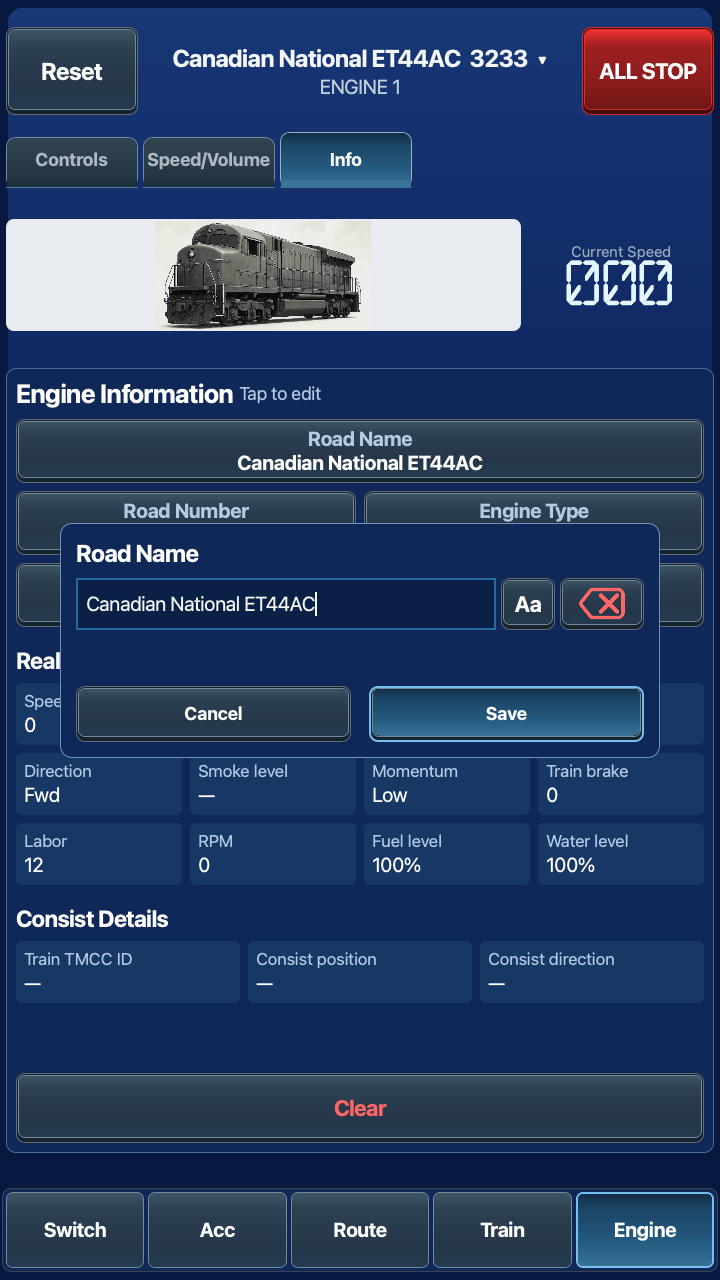 Reset
Canadian National ET44AC 3233 ▼
ENGINE 1
ALL STOP
Controls
Speed/Volume
Info
Current Speed
000
Engine Information Tap to edit
Road Name
Canadian National ET44AC
Road Number
Engine Type
Road Name
Canadian National ET44AC
Aa
Cancel
Save
Direction
Fwd
Smoke level
—
Momentum
Low
Train brake
0
Labor
12
RPM
0
Fuel level
100%
Water level
100%
Consist Details
Train TMCC ID
—
Consist position
—
Consist direction
—
Clear
Switch
Acc
Route
Train
Engine